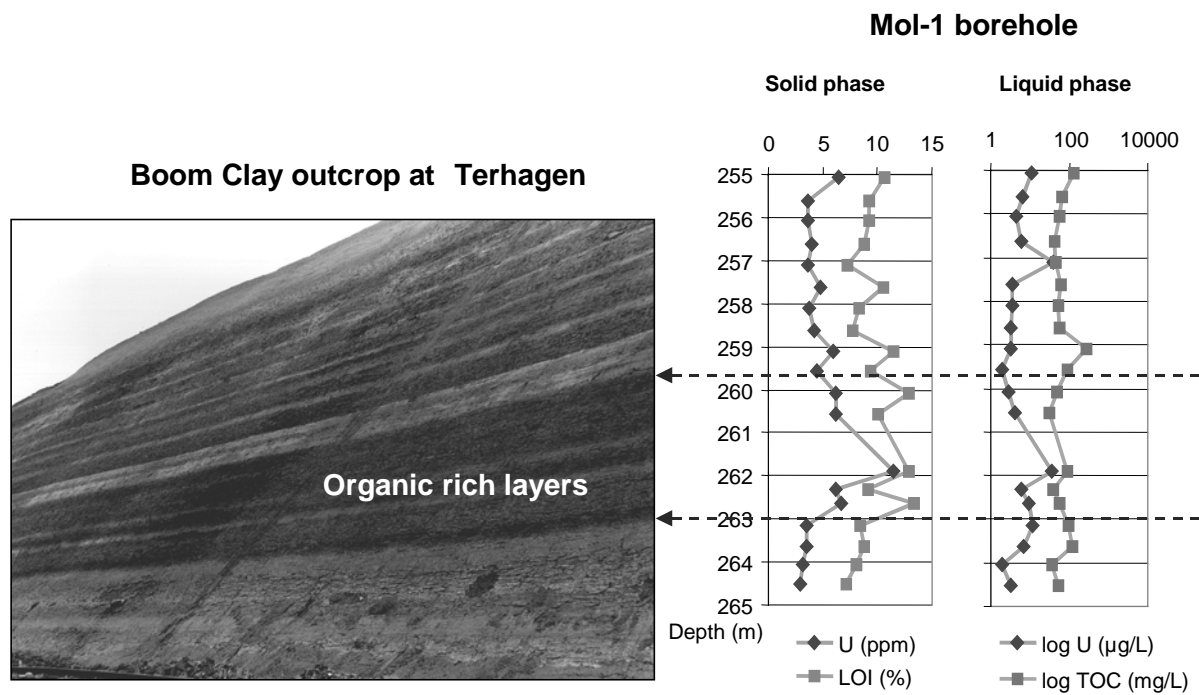 Mol-1 borehole
Solid phase
Liquid phase
0 5 10 15
1 100 10000
Boom Clay outcrop at Terhagen
255
256
257
258
259
260
261
262
263
264
265
Organic rich layers
Depth (m)
U (ppm)
LOI (%)
log U (µg/L)
log TOC (mg/L)